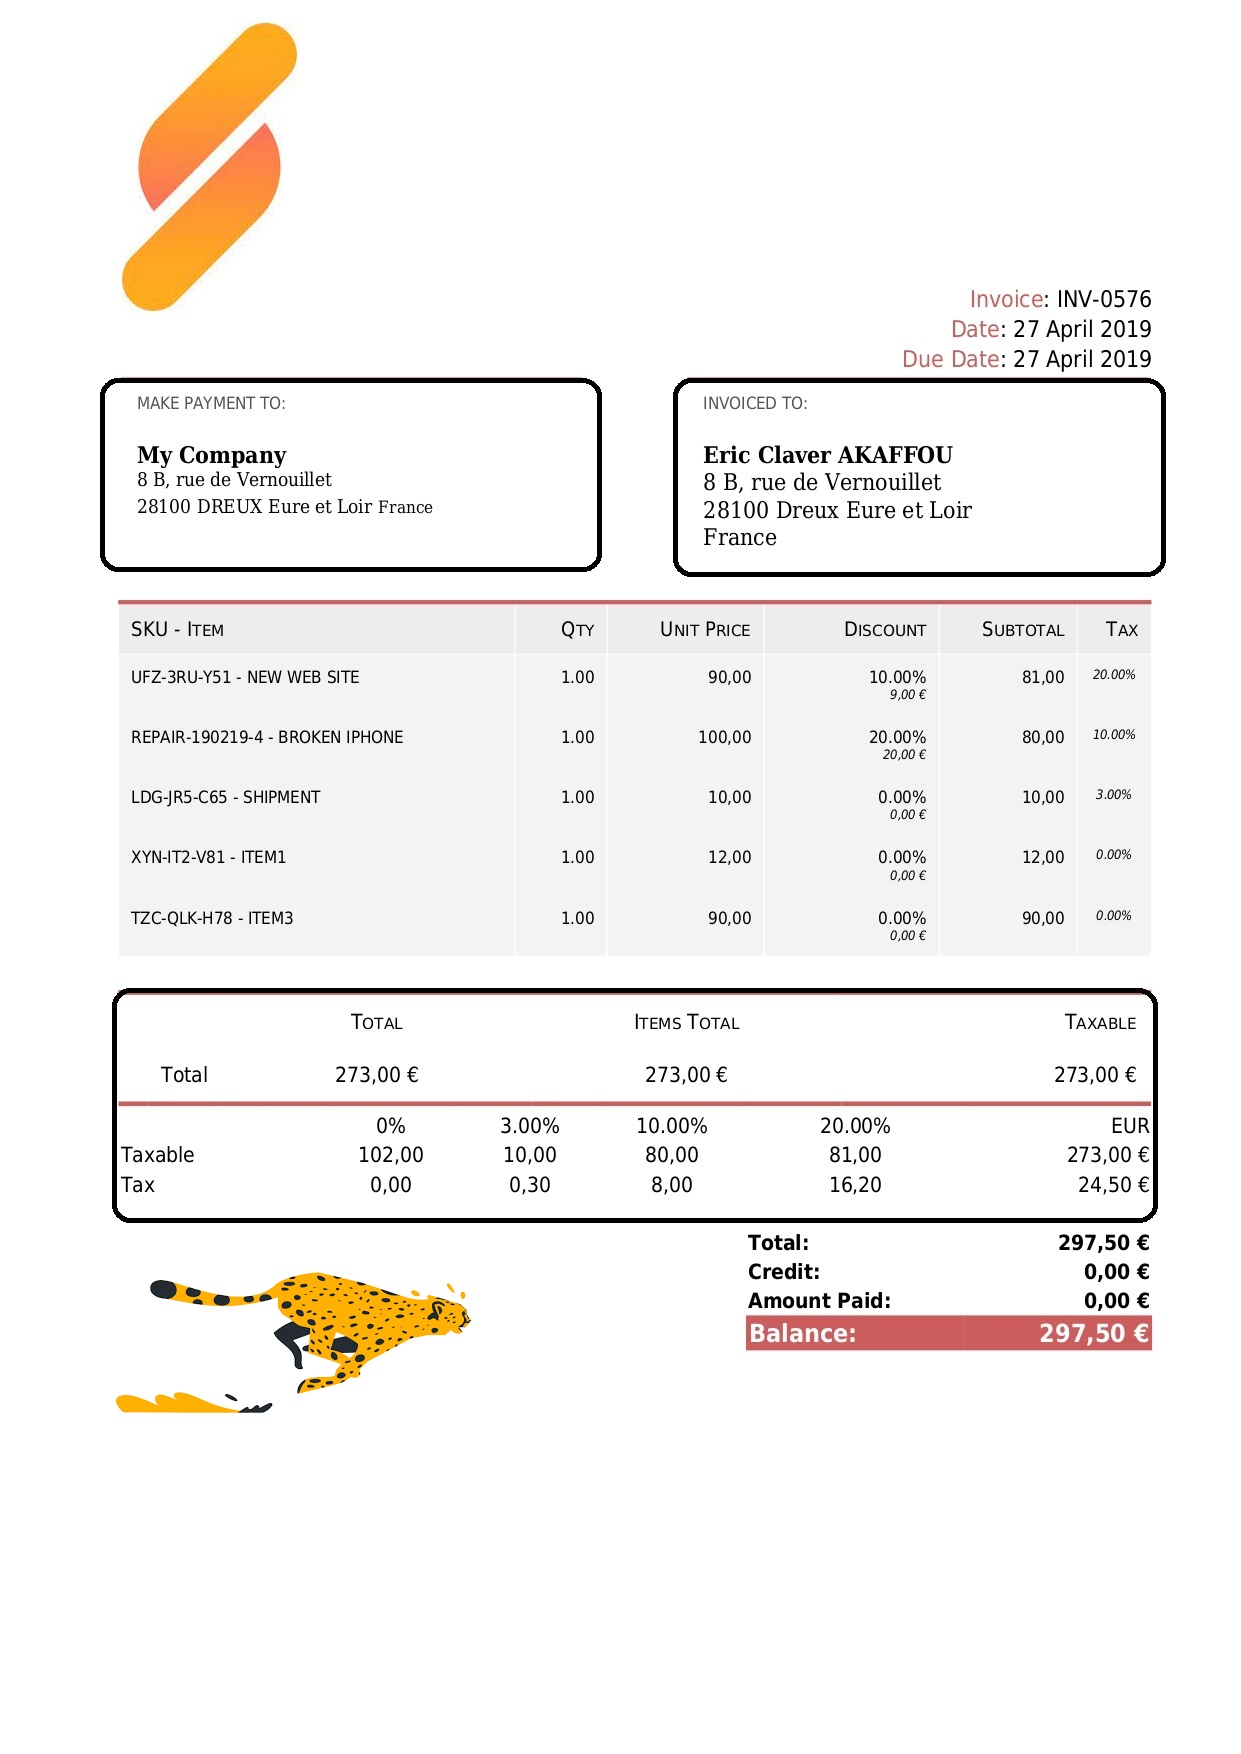 Invoice: INV-0576
Date: 27 April 2019
Due Date: 27 April 2019
MAKE PAYMENT TO:
My Company
8 B, rue de Vernouillet
28100 DREUX Eure et Loir France
INVOICED TO:
Eric Claver AKAFFOU
8 B, rue de Vernouillet
28100 Dreux Eure et Loir
France
SKU - ITEM QTY UNIT PRICE DISCOUNT SUBTOTAL TAX
UFZ-3RU-Y51 - NEW WEB SITE 1.00 90,00 10.00% 81,00 20.00%
9,00 €
REPAIR-190219-4 - BROKEN IPHONE 1.00 100,00 20.00% 80,00 10.00%
20,00 €
LDG-JR5-C65 - SHIPMENT 1.00 10,00 0.00% 10,00 3.00%
0,00 €
XYN-IT2-V81 - ITEM1 1.00 12,00 0.00% 12,00 0.00%
0,00 €
TZC-QLK-H78 - ITEM3 1.00 90,00 0.00% 90,00 0.00%
0,00 €
TOTAL ITEMS TOTAL TAXABLE
Total 273,00 € 273,00 € 273,00 €
0% 3.00% 10.00% 20.00% EUR
Taxable 102,00 10,00 80,00 81,00 273,00 €
Tax 0,00 0,30 8,00 16,20 24,50 €
Total: 297,50 €
Credit: 0,00 €
Amount Paid: 0,00 €
Balance: 297,50 €